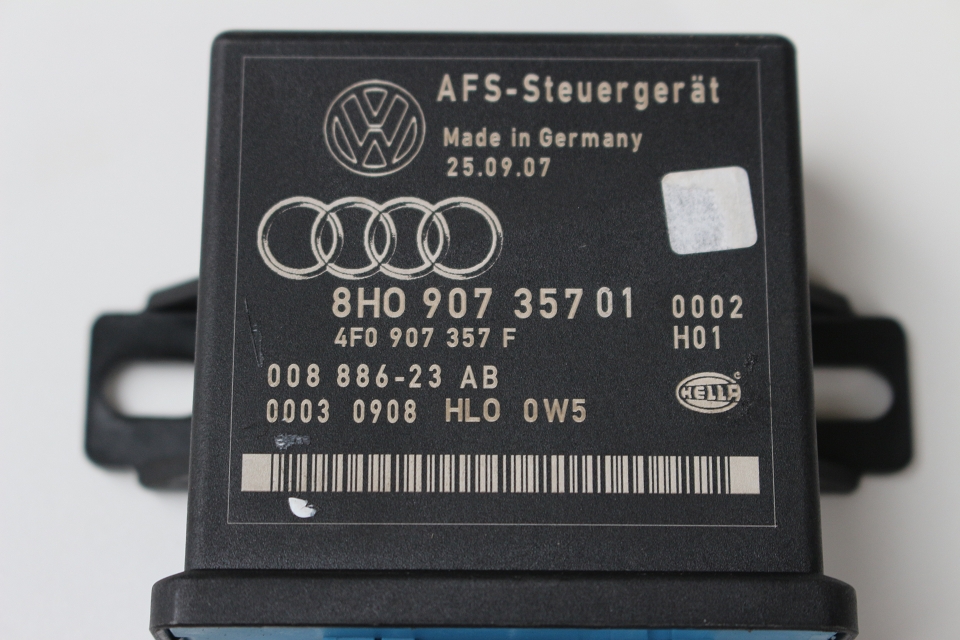 AFS-Steuergerät
Made in Germany
25.09.07
8H0 907 357 01 0002
4F0 907 357 F H01
008 886-23 AB
HELLA
0003 0908 HLO 0W5